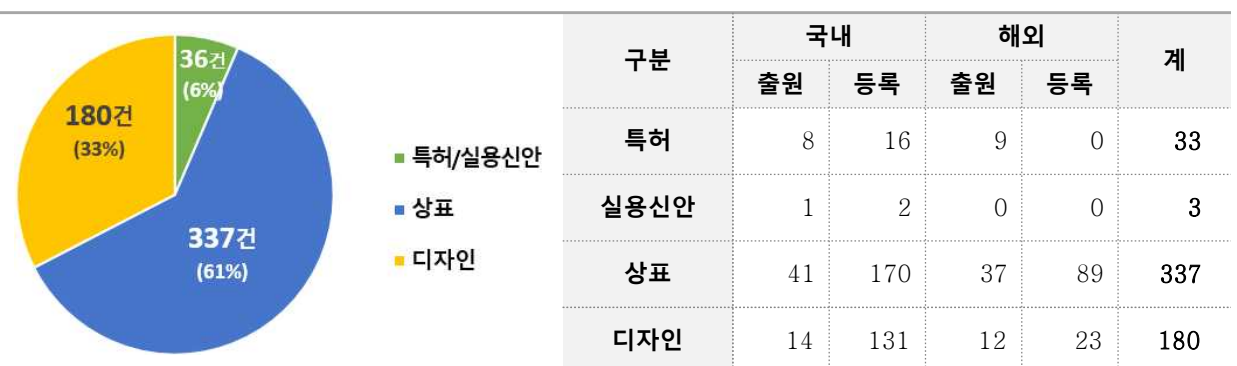 36건
(6%)
180건
(33%)
337건
(61%)
특허/실용신안
상표
디자인
구분 국내 해외 계
출원 등록 출원 등록
특허 8 16 9 0 33
실용신안 1 2 0 0 3
상표 41 170 37 89 337
디자인 14 131 12 23 180